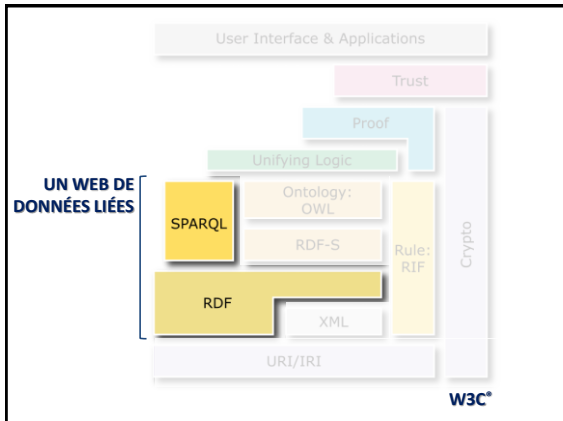 User Interface & Applications
Trust
Proof
Unifying Logic
UN WEB DE
DONNÉES LIÉES
SPARQL
Ontology:
OWL
RDF-S
Rule:
RIF
Crypto
RDF
XML
URI/IRI
W3C®